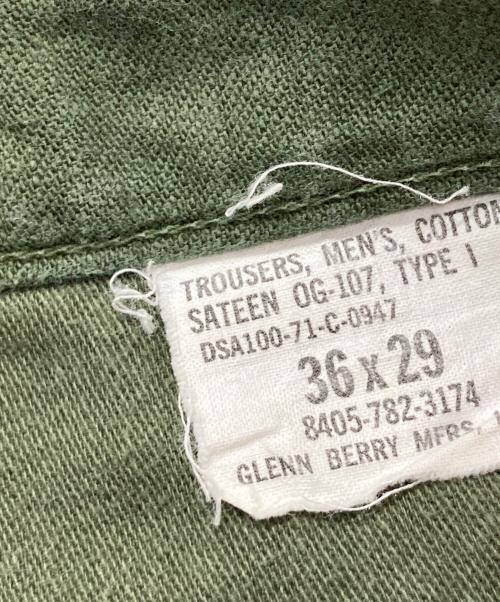 TROUSERS, MEN'S, COTTON
SATEEN OG-107, TYPE I
DSA100-71-C-0947
36 x 29
8405-782-3174
GLENN BERRY MFRS,